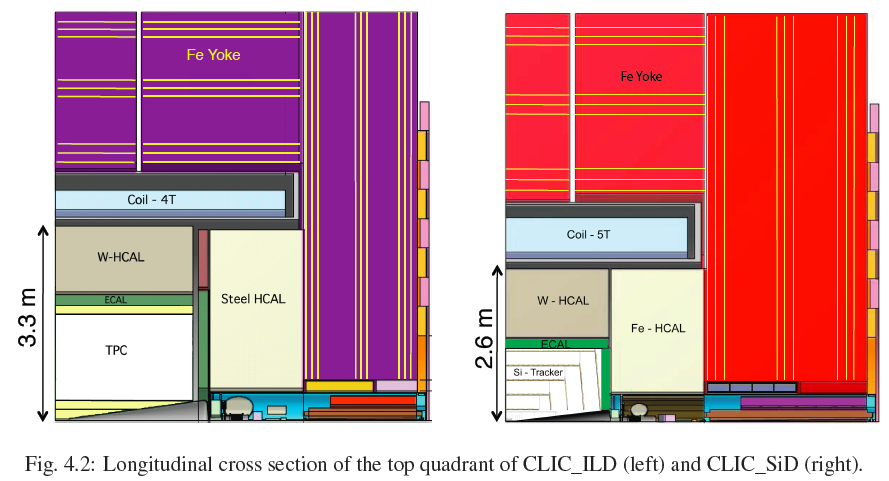 Fe Yoke
Coil - 4T
W-HCAL
ECAL
Steel HCAL
TPC
3.3 m
Fe Yoke
Coil - 5T
W - HCAL
Fe - HCAL
ECAL
Si - Tracker
2.6 m
Fig. 4.2: Longitudinal cross section of the top quadrant of CLIC_ILD (left) and CLIC_SiD (right).